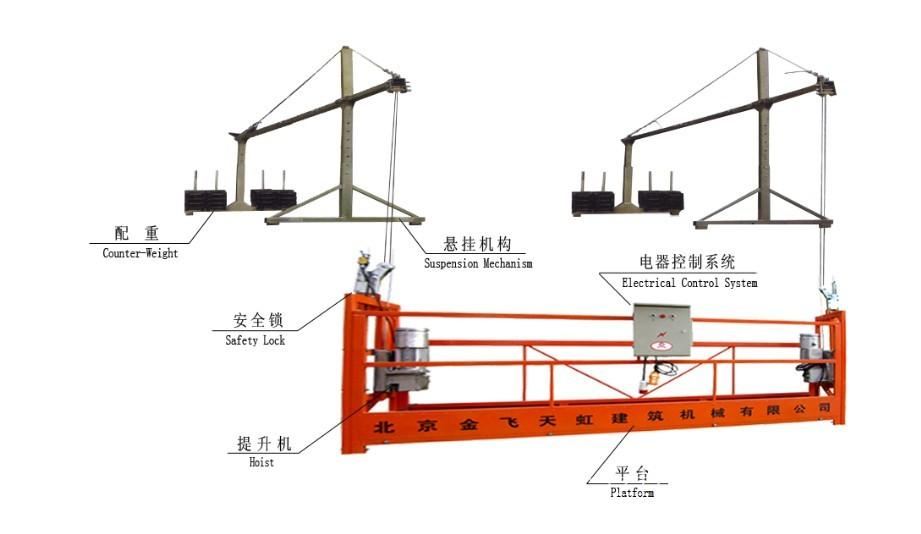 配 重
Counter-Weight
悬挂机构
Suspension Mechanism
电器控制系统
Electrical Control System
安全锁
Safety Lock
北京金飞天虹建筑机械有限公司
提升机
Hoist
平台
Platform